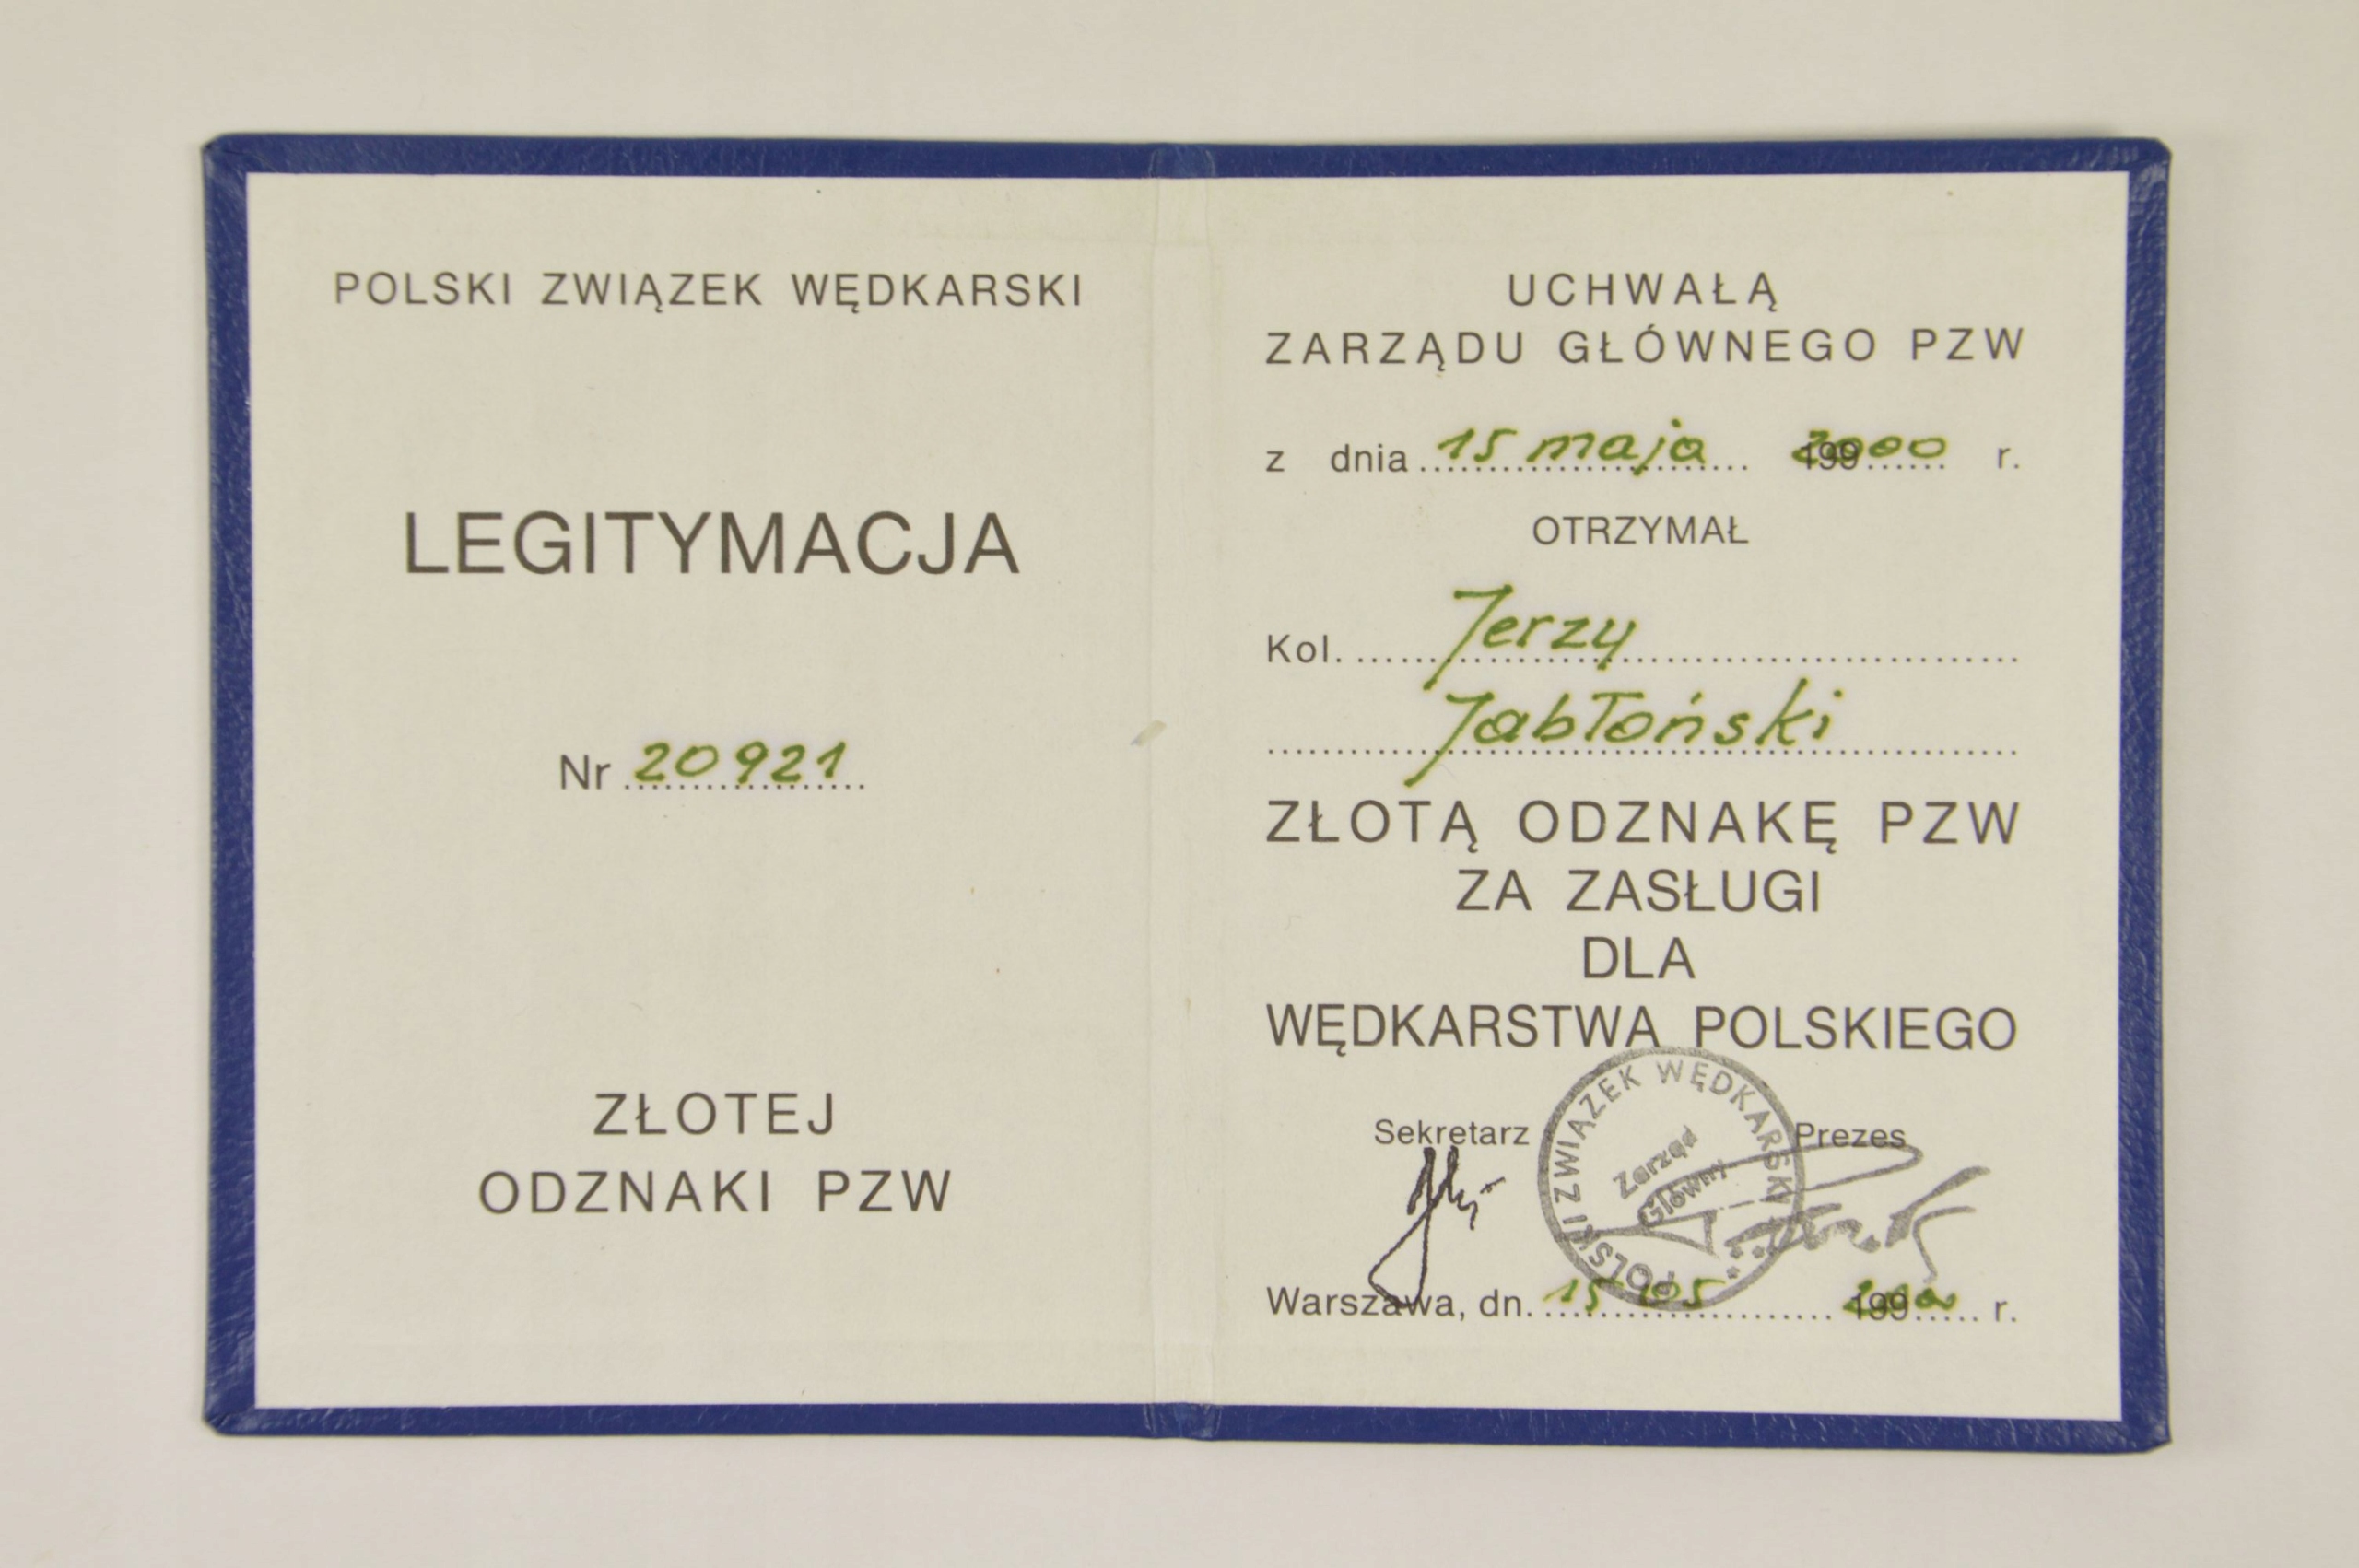 POLSKI ZWIĄZEK WĘDKARSKI
LEGITYMACJA
Nr 20921
ZŁOTEJ
ODZNAKI PZW
UCHWAŁĄ
ZARZĄDU GŁÓWNEGO PZW
z dnia 15 maja 2000 r.
OTRZYMAŁ
Kol. Jerzy
Jabłoński
ZŁOTĄ ODZNAKĘ PZW
ZA ZASŁUGI
DLA
WĘDKARSTWA POLSKIEGO
Sekretarz Prezes
POLSKI ZWIĄZEK WĘDKARSKI
Zarząd
Główny
Warszawa, dn. 15 05 2000 r.